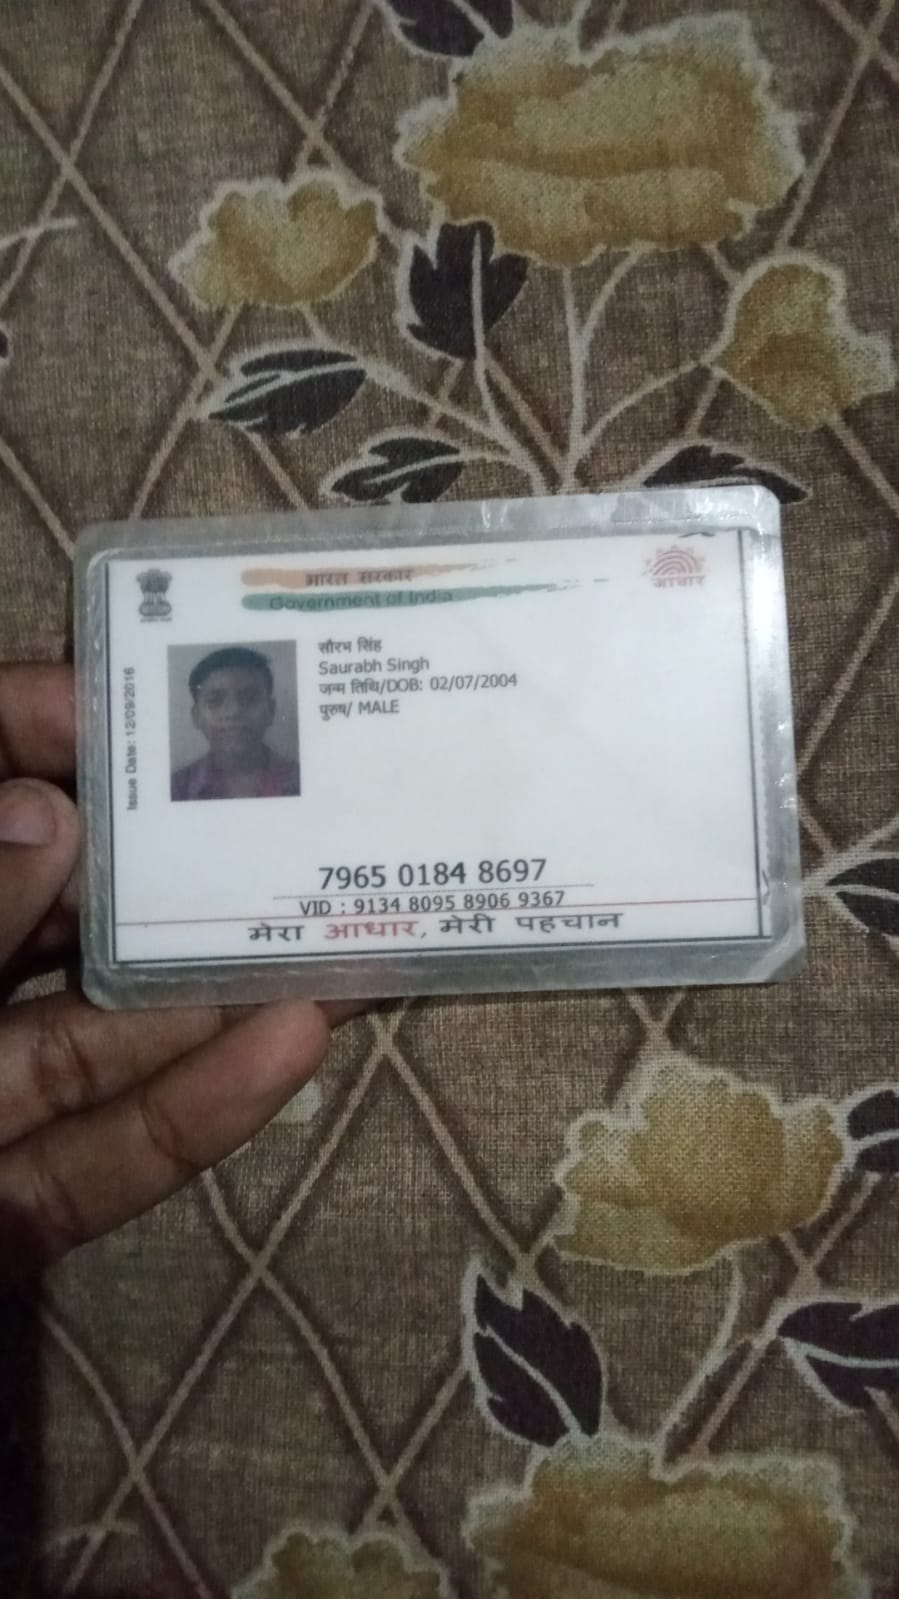 भारत सरकार
Government of India
आधार
Issue Date: 12/09/2016
सौरभ सिंह
Saurabh Singh
जन्म तिथि/DOB: 02/07/2004
पुरुष/ MALE
7965 0184 8697
VID : 9134 8095 8906 9367
मेरा आधार, मेरी पहचान